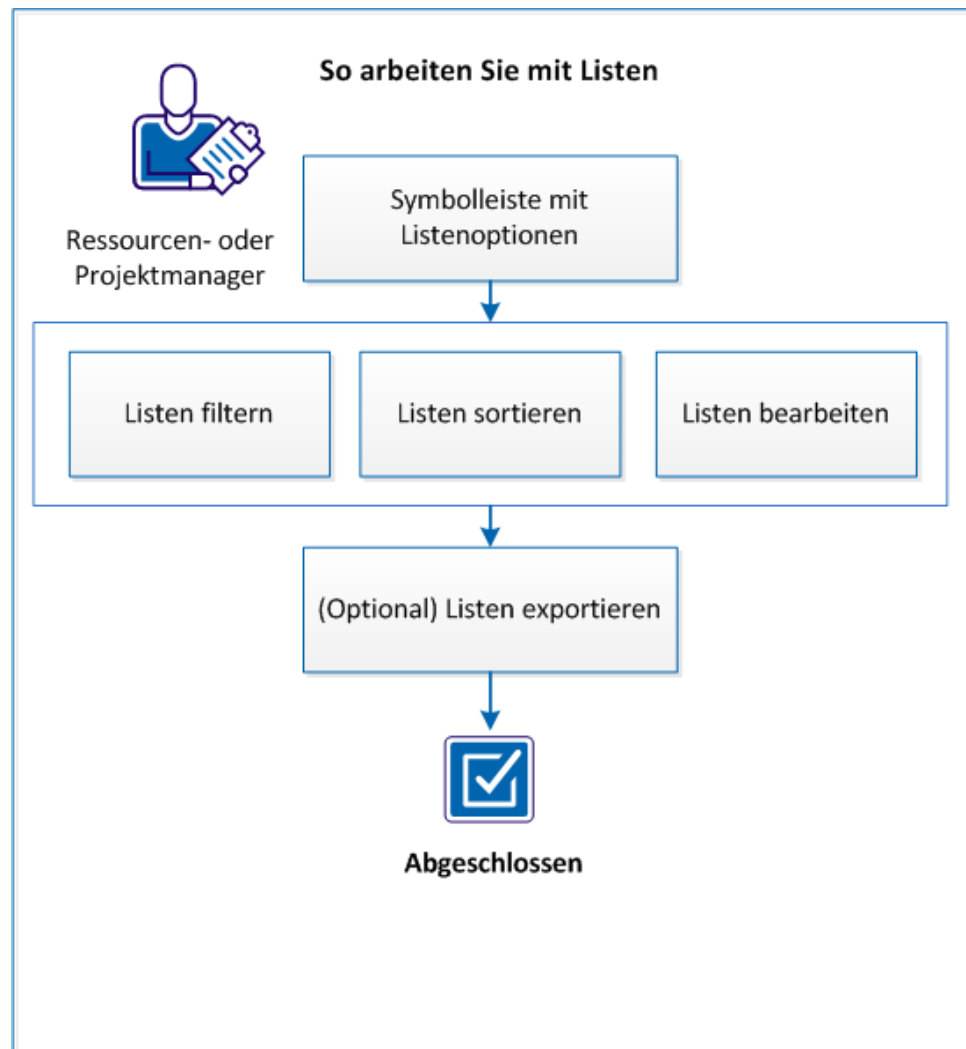 So arbeiten Sie mit Listen
Ressourcen- oder
Projektmanager
Symbolleiste mit
Listenoptionen
Listen filtern
Listen sortieren
Listen bearbeiten
(Optional) Listen exportieren
Abgeschlossen